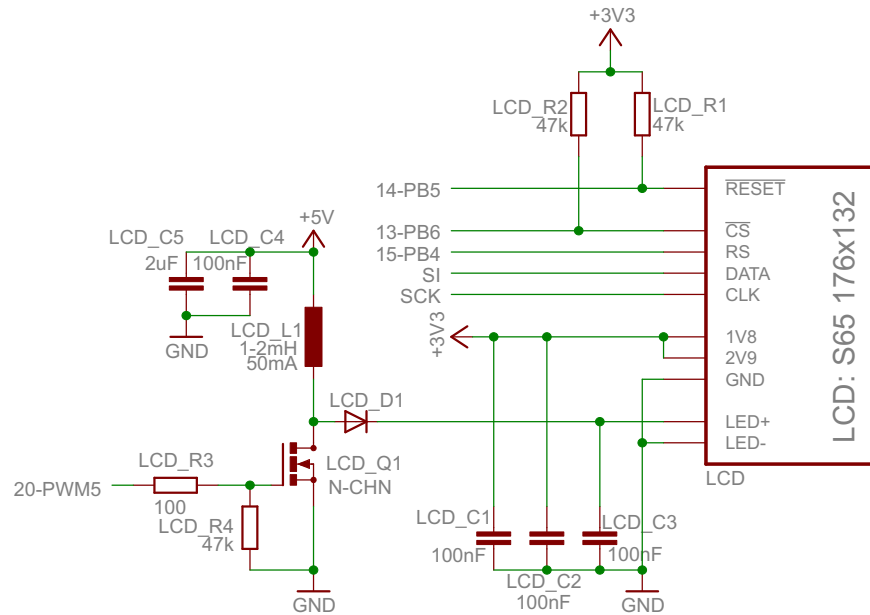 +3V3
LCD_R2
47k
LCD_R1
47k
14-PB5
RESET
+5V
13-PB6
CS
LCD_C5
2uF
LCD_C4
100nF
15-PB4
RS
SI
DATA
SCK
CLK
LCD: S65 176x132
GND
LCD_L1
1-2mH
50mA
+3V3
1V8
2V9
GND
LCD_D1
LED+
LED-
LCD
LCD_R3
100
LCD_Q1
N-CHN
20-PWM5
LCD_R4
47k
LCD_C1
100nF
LCD_C2
100nF
LCD_C3
100nF
GND
GND